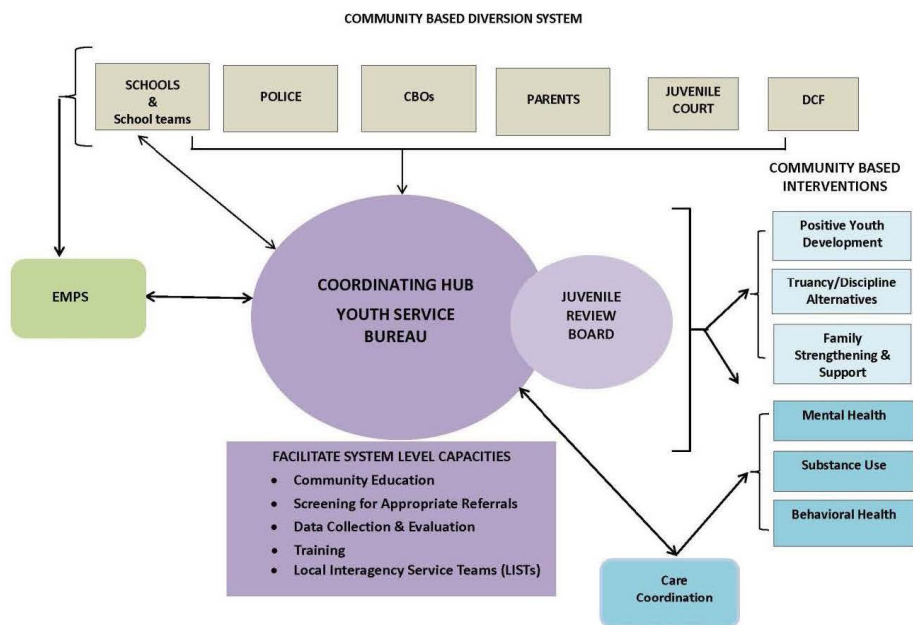 COMMUNITY BASED DIVERSION SYSTEM
SCHOOLS
&
School teams
POLICE
CBOs
PARENTS
JUVENILE
COURT
DCF
COMMUNITY BASED
INTERVENTIONS
Positive Youth
Development
Truancy/Discipline
Alternatives
Family
Strengthening &
Support
EMPS
COORDINATING HUB
YOUTH SERVICE
BUREAU
JUVENILE
REVIEW
BOARD
Mental Health
Substance Use
Behavioral Health
FACILITATE SYSTEM LEVEL CAPACITIES
• Community Education
• Screening for Appropriate Referrals
• Data Collection & Evaluation
• Training
• Local Interagency Service Teams (LISTs)
Care
Coordination